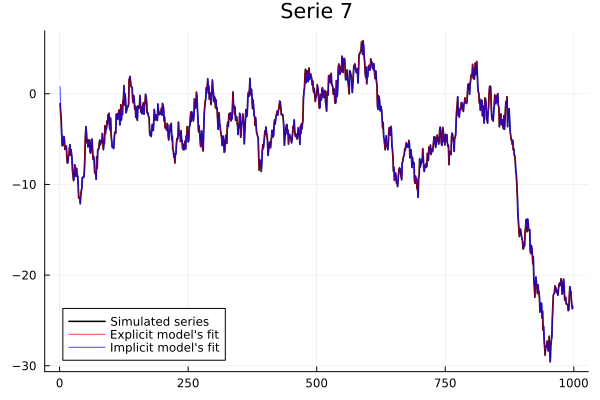 Serie 7
0
−10
−20
−30
0
250
500
750
1000
Simulated series
Explicit model's fit
Implicit model's fit